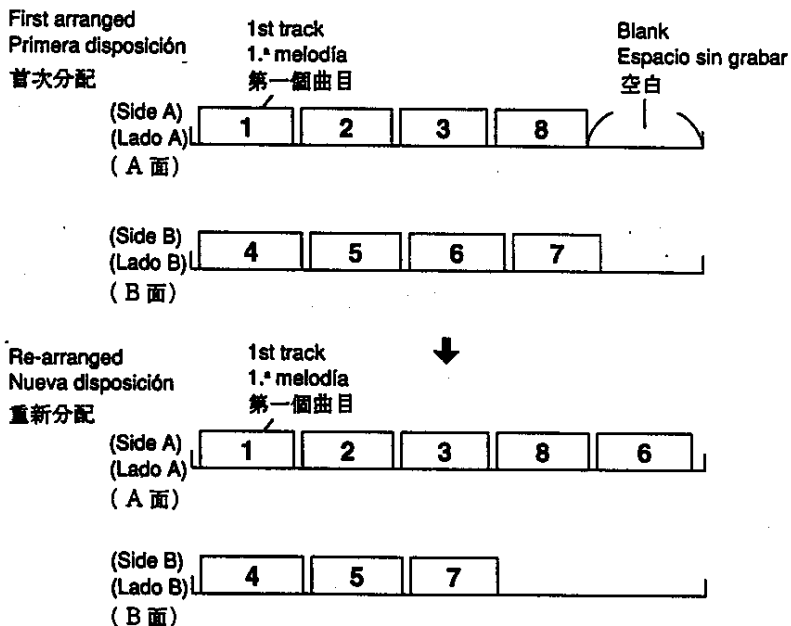 First arranged
Primera disposición
首次分配
1st track
1.ª melodía
第一個曲目
Blank
Espacio sin grabar
空白
(Side A)
(Lado A)
(A 面)
1 2 3 8
(Side B)
(Lado B)
(B 面)
4 5 6 7
Re-arranged
Nueva disposición
重新分配
1st track
1.ª melodía
第一個曲目
(Side A)
(Lado A)
(A 面)
1 2 3 8 6
(Side B)
(Lado B)
(B 面)
4 5 7